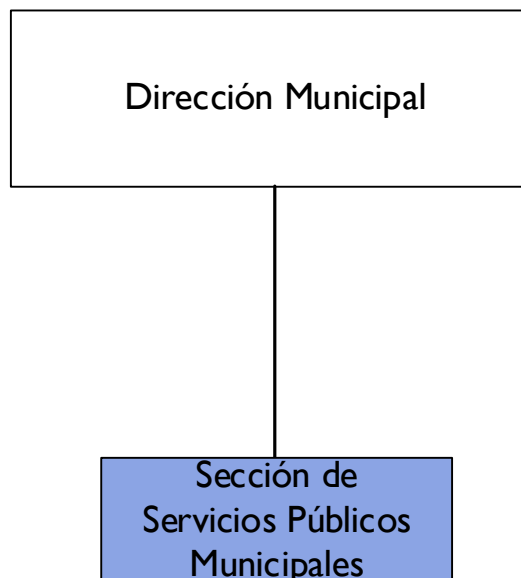 Dirección Municipal
Sección de
Servicios Públicos
Municipales